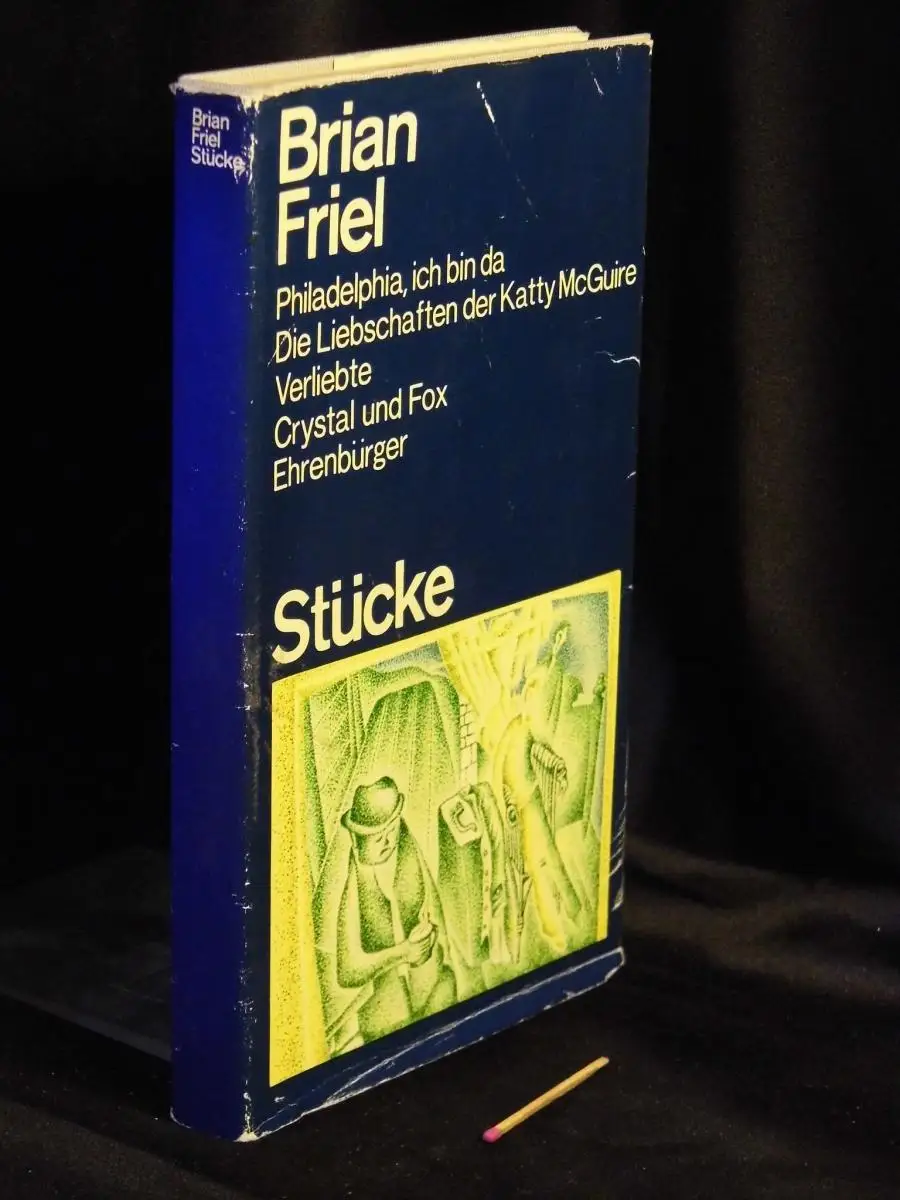 Brian
Friel
Stücke
Brian
Friel
Philadelphia, ich bin da
Die Liebschaften der Katty McGuire
Verliebte
Crystal und Fox
Ehrenbürger
Stücke